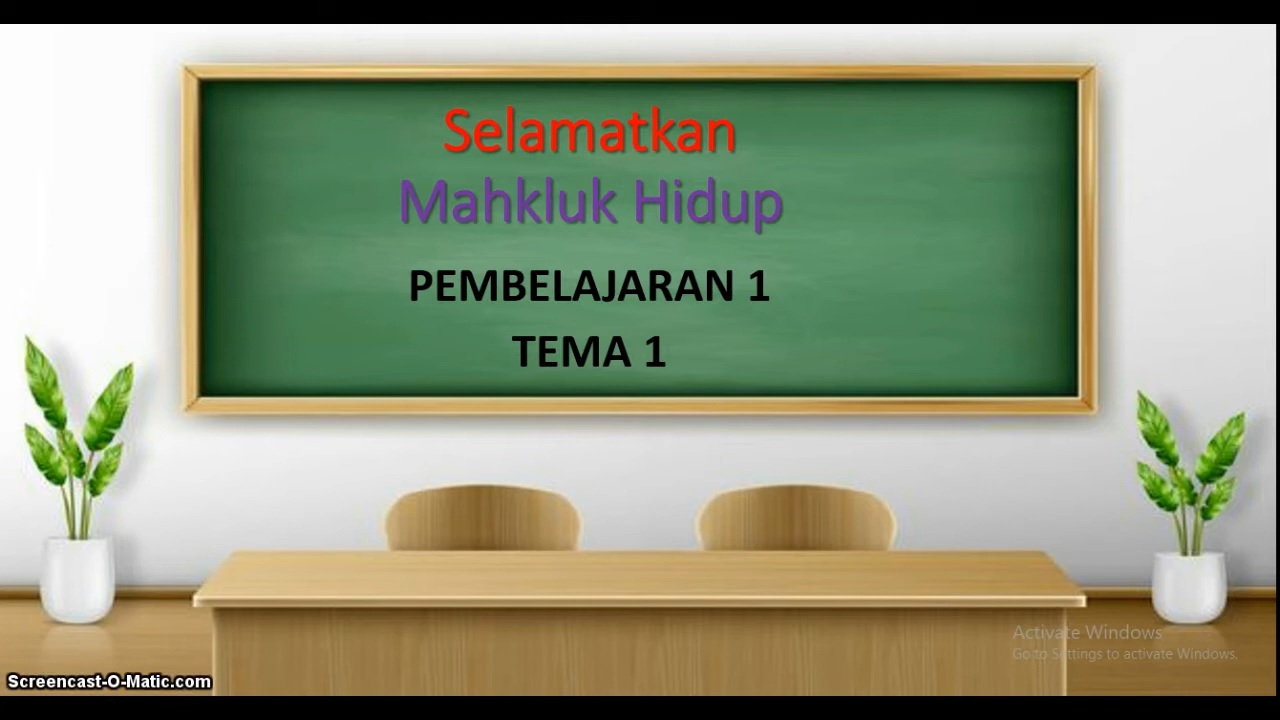 Selamatkan
Mahkluk Hidup
PEMBELAJARAN 1
TEMA 1
Activate Windows
Go to Settings to activate Windows.
Screencast-O-Matic.com